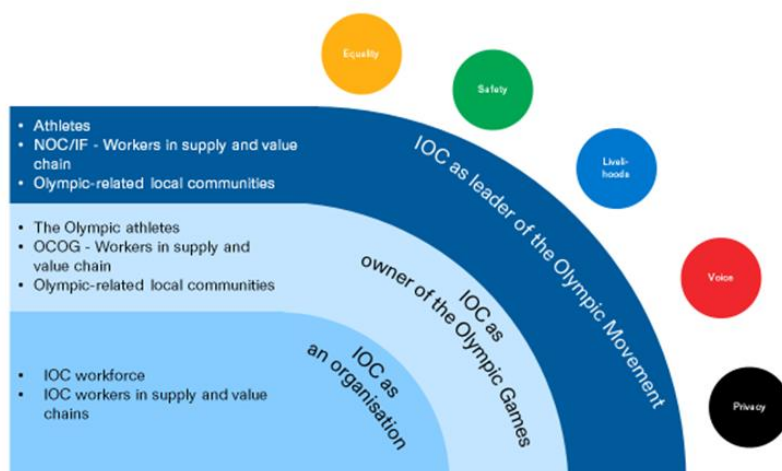 Equality
Safety
Liveli-
hoods
Voice
Privacy
• Athletes
• NOC/IF - Workers in supply and value
chain
• Olympic-related local communities
IOC as leader of the Olympic Movement
• The Olympic athletes
• OCOG - Workers in supply and
value chain
• Olympic-related local communities
IOC as
owner of the Olympic Games
• IOC workforce
• IOC workers in supply and value
chains
IOC as
an organisation